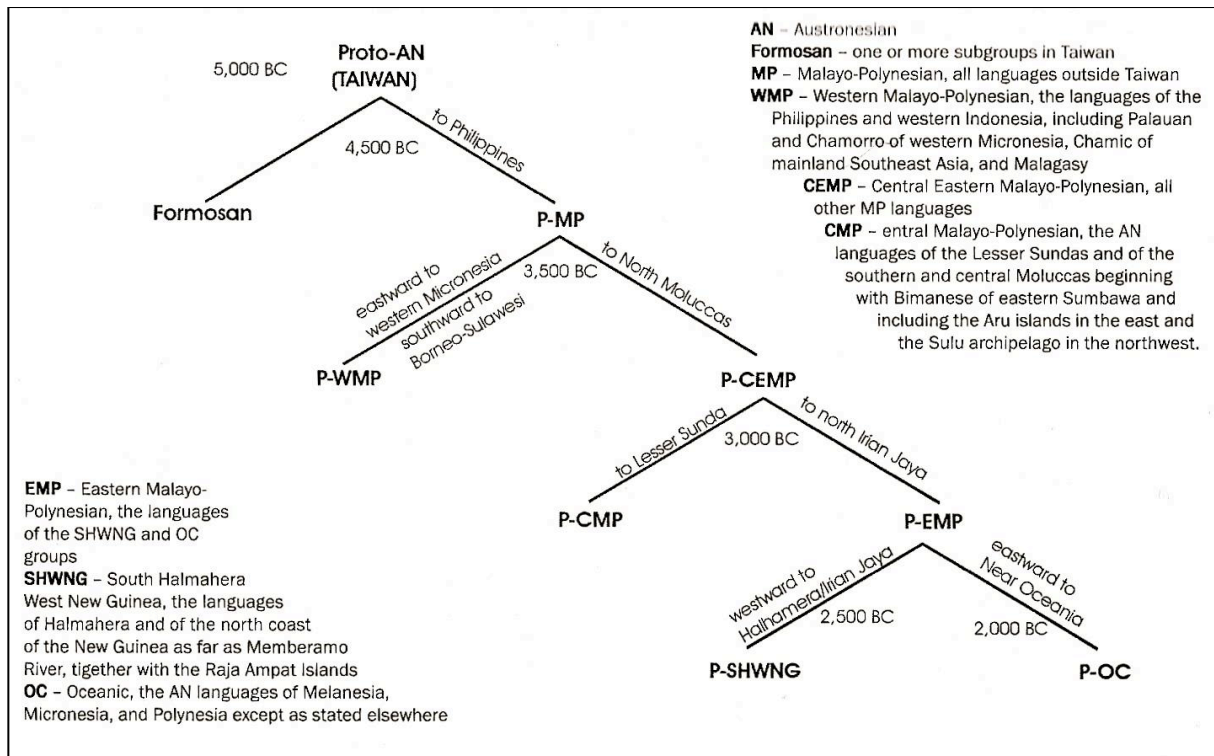 Proto-AN
(TAIWAN)
5,000 BC
to Philippines
4,500 BC
Formosan
P-MP
eastward to
western Micronesia
southward to
Borneo-Sulawesi
3,500 BC
to North Moluccas
P-WMP
P-CEMP
to Lesser Sunda
3,000 BC
to north Irian Jaya
P-CMP
P-EMP
westward to
Halhamera/Irian Jaya
2,500 BC
eastward to
Near Oceania
2,000 BC
P-SHWNG
P-OC
AN – Austronesian
Formosan – one or more subgroups in Taiwan
MP – Malayo-Polynesian, all languages outside Taiwan
WMP – Western Malayo-Polynesian, the languages of the
Philippines and western Indonesia, including Palauan
and Chamorro of western Micronesia, Chamic of
mainland Southeast Asia, and Malagasy
CEMP – Central Eastern Malayo-Polynesian, all
other MP languages
CMP – entral Malayo-Polynesian, the AN
languages of the Lesser Sundas and of the
southern and central Moluccas beginning
with Bimanese of eastern Sumbawa and
including the Aru islands in the east and
the Sulu archipelago in the northwest.
EMP – Eastern Malayo-
Polynesian, the languages
of the SHWNG and OC
groups
SHWNG – South Halmahera
West New Guinea, the languages
of Halmahera and of the north coast
of the New Guinea as far as Memberamo
River, tigether with the Raja Ampat Islands
OC – Oceanic, the AN languages of Melanesia,
Micronesia, and Polynesia except as stated elsewhere